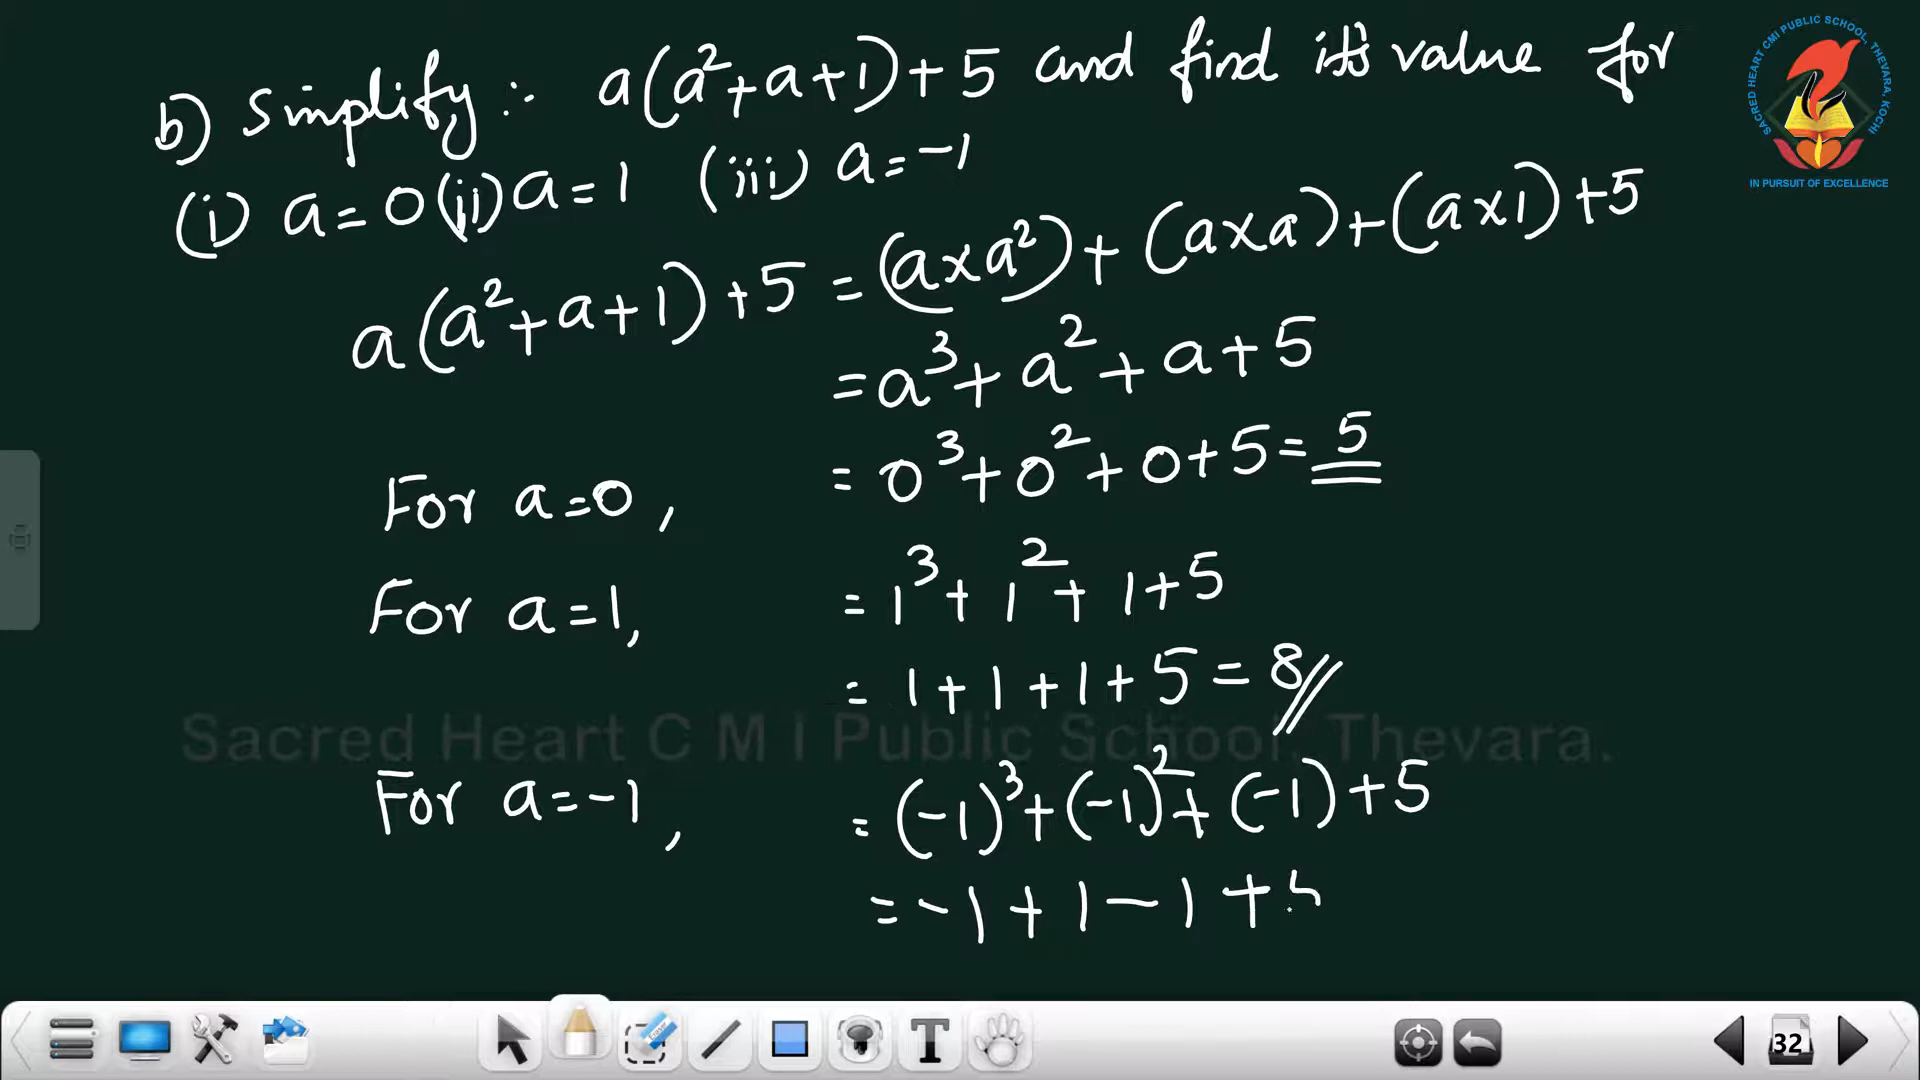 b) Simplify :- a(a²+a+1)+5 and find its value for
(i) a=0 (ii) a=1 (iii) a=-1
a(a²+a+1)+5 = (a×a²)+(a×a)+(a×1)+5
=a³+a²+a+5
For a=0, = 0³+0²+0+5=5
For a=1, = 1³+1²+1+5
= 1+1+1+5=8//
Sacred Heart C M I Public School, Thevara.
For a=-1, = (-1)³+(-1)²+(-1)+5
= -1+1-1+5
SACRED HEART CMI PUBLIC SCHOOL, THEVARA, KOCHI
IN PURSUIT OF EXCELLENCE
T
32